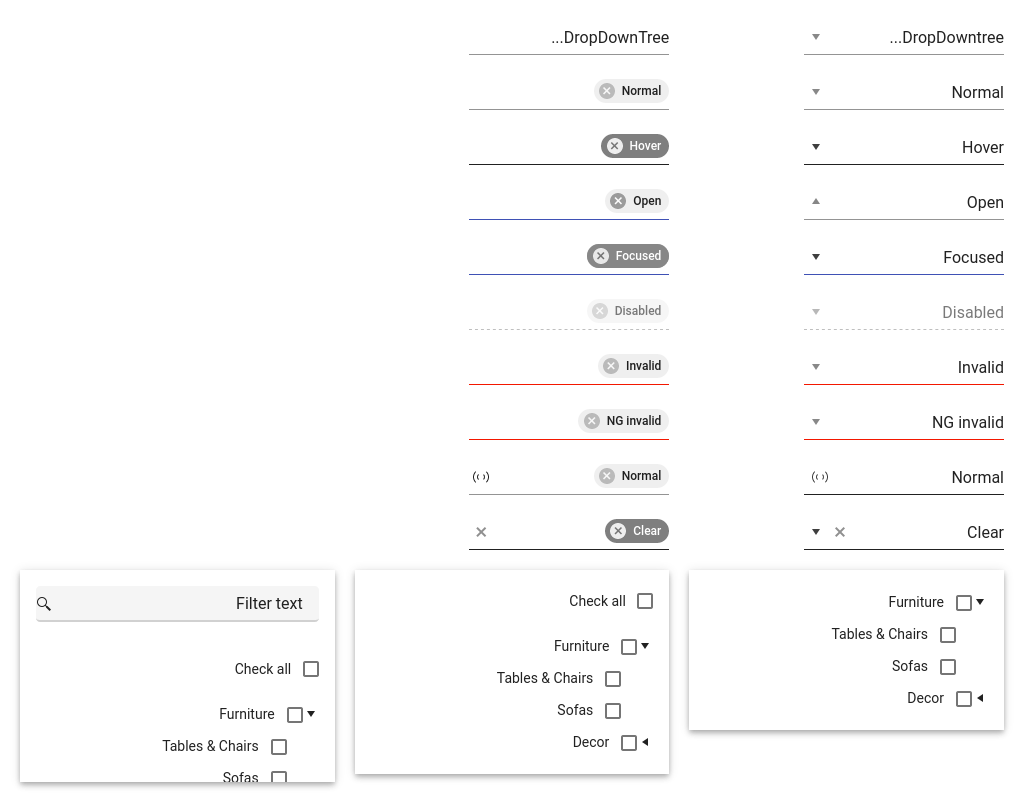 ...DropDownTree
...DropDowntree
Normal
Normal
Hover
Hover
Open
Open
Focused
Focused
Disabled
Disabled
Invalid
Invalid
NG invalid
NG invalid
Normal
Normal
Clear
Clear
Filter text
Check all
Furniture
Tables & Chairs
Sofas
Check all
Furniture
Tables & Chairs
Sofas
Decor
Furniture
Tables & Chairs
Sofas
Decor